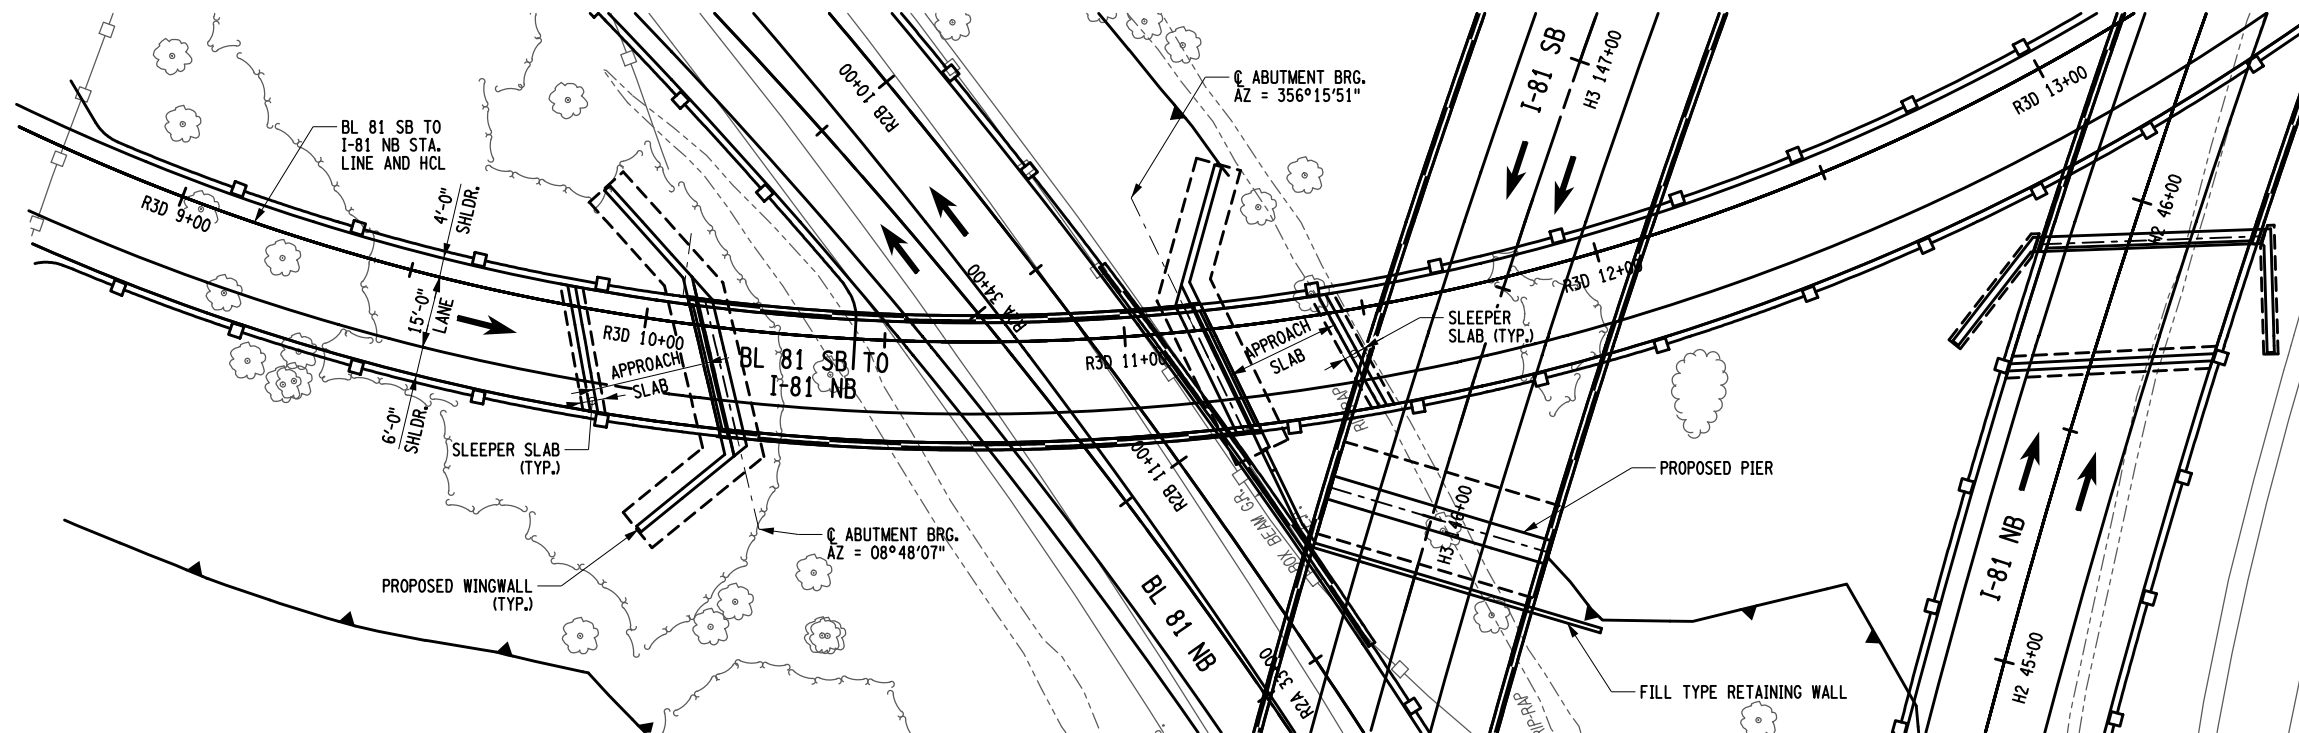 BL 81 SB TO
I-81 NB STA.
LINE AND HCL
R3D 9+00
4'-0"
SHLDR.
15'-0"
LANE
6'-0"
SHLDR.
SLEEPER SLAB
(TYP.)
PROPOSED WINGWALL
(TYP.)
R3D 10+00
APPROACH
SLAB
BL 81 SB TO
I-81 NB
℄ ABUTMENT BRG.
AZ = 08°48'07"
R2B 10+00
R2A 34+00
R3D 11+00
R2B 11+00
BL 81 NB
R2A 33+00
BOX BEAM G.R.
℄ ABUTMENT BRG.
AZ = 356°15'51"
APPROACH
SLAB
SLEEPER
SLAB (TYP.)
RIP-RAP
I-81 SB
H3 147+00
R3D 12+00
H3 146+00
PROPOSED PIER
FILL TYPE RETAINING WALL
RIP-RAP
R3D 13+00
H2 46+00
I-81 NB
H2 45+00